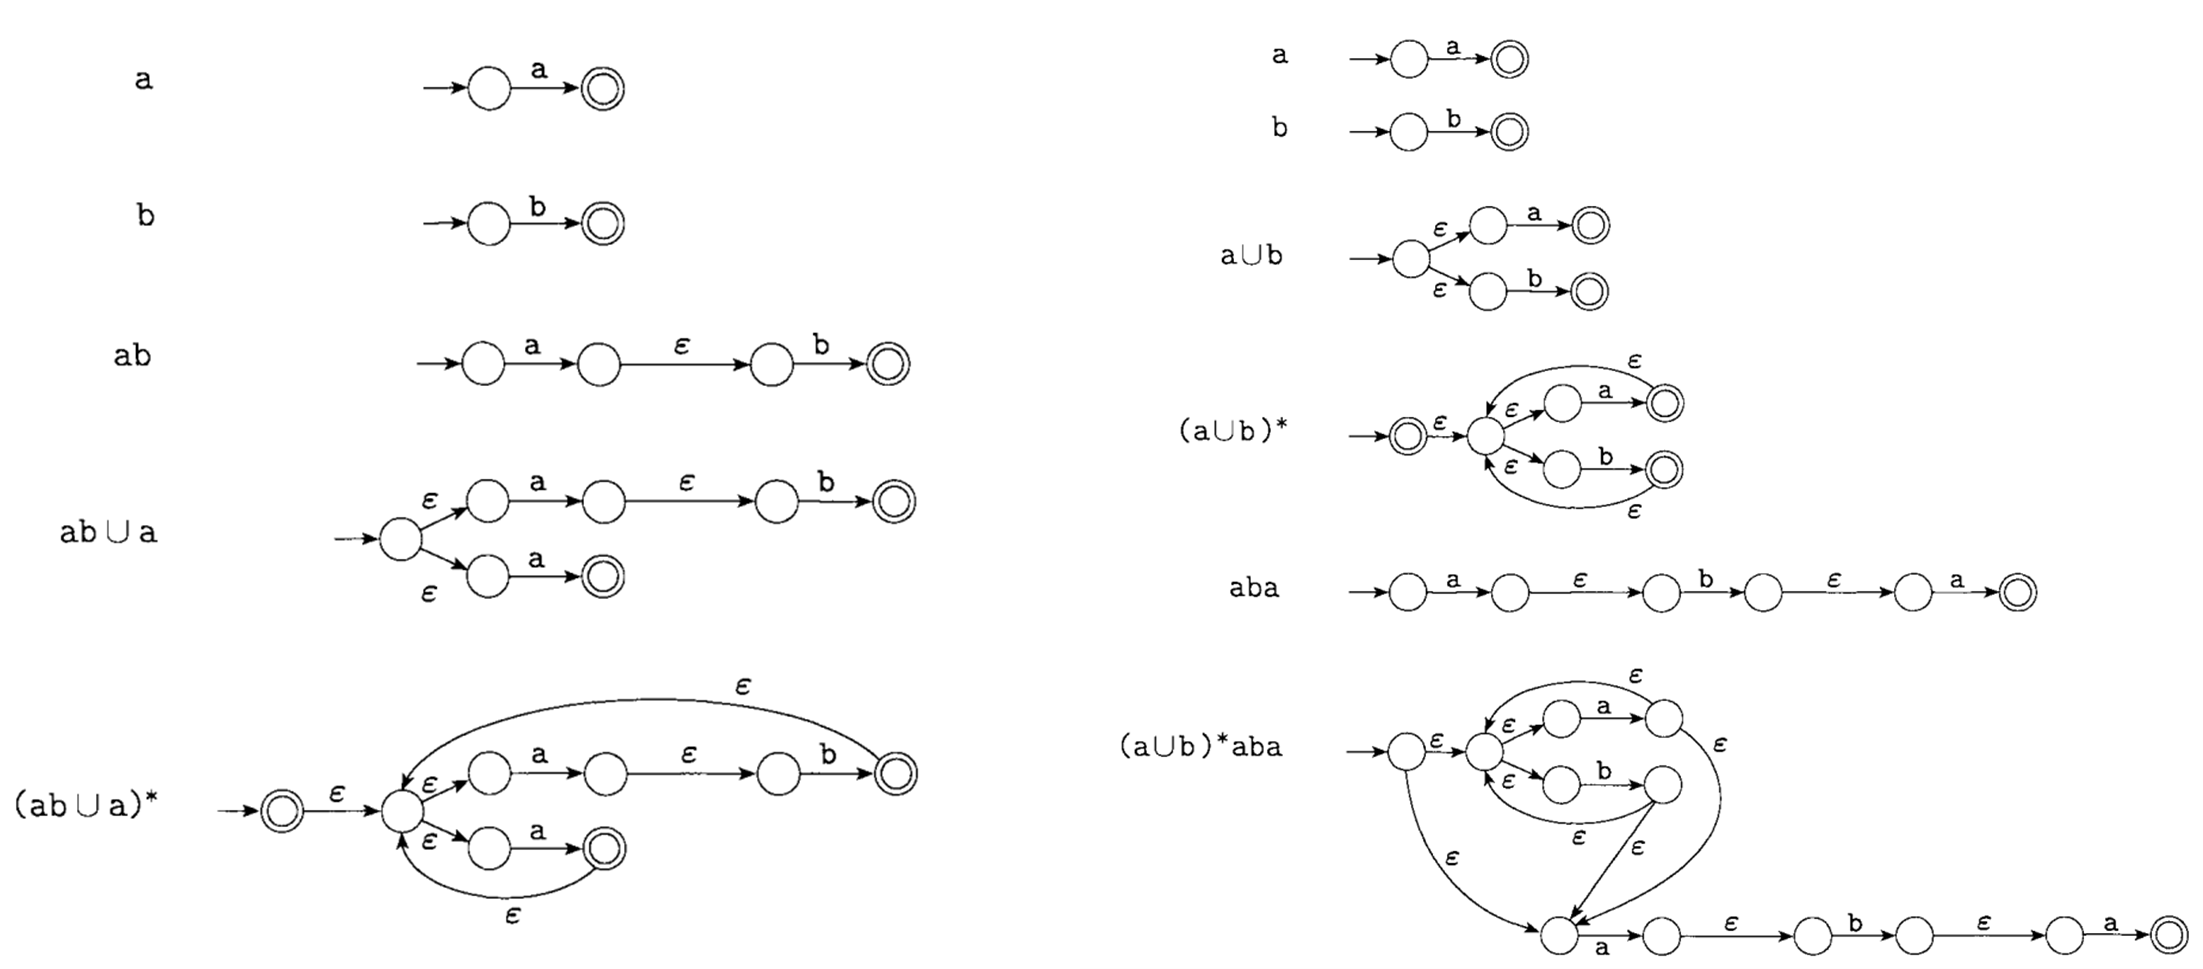 a a
b b
ab a ε b
ab ∪ a ε a ε b
ε a
(ab ∪ a)* ε ε ε a ε b
ε a
ε
a a
b b
a∪b ε a
ε b
(a∪b)* ε ε ε a
ε b
ε
aba a ε b ε a
(a∪b)*aba ε ε ε a ε
ε b
ε ε
ε
a ε b ε a